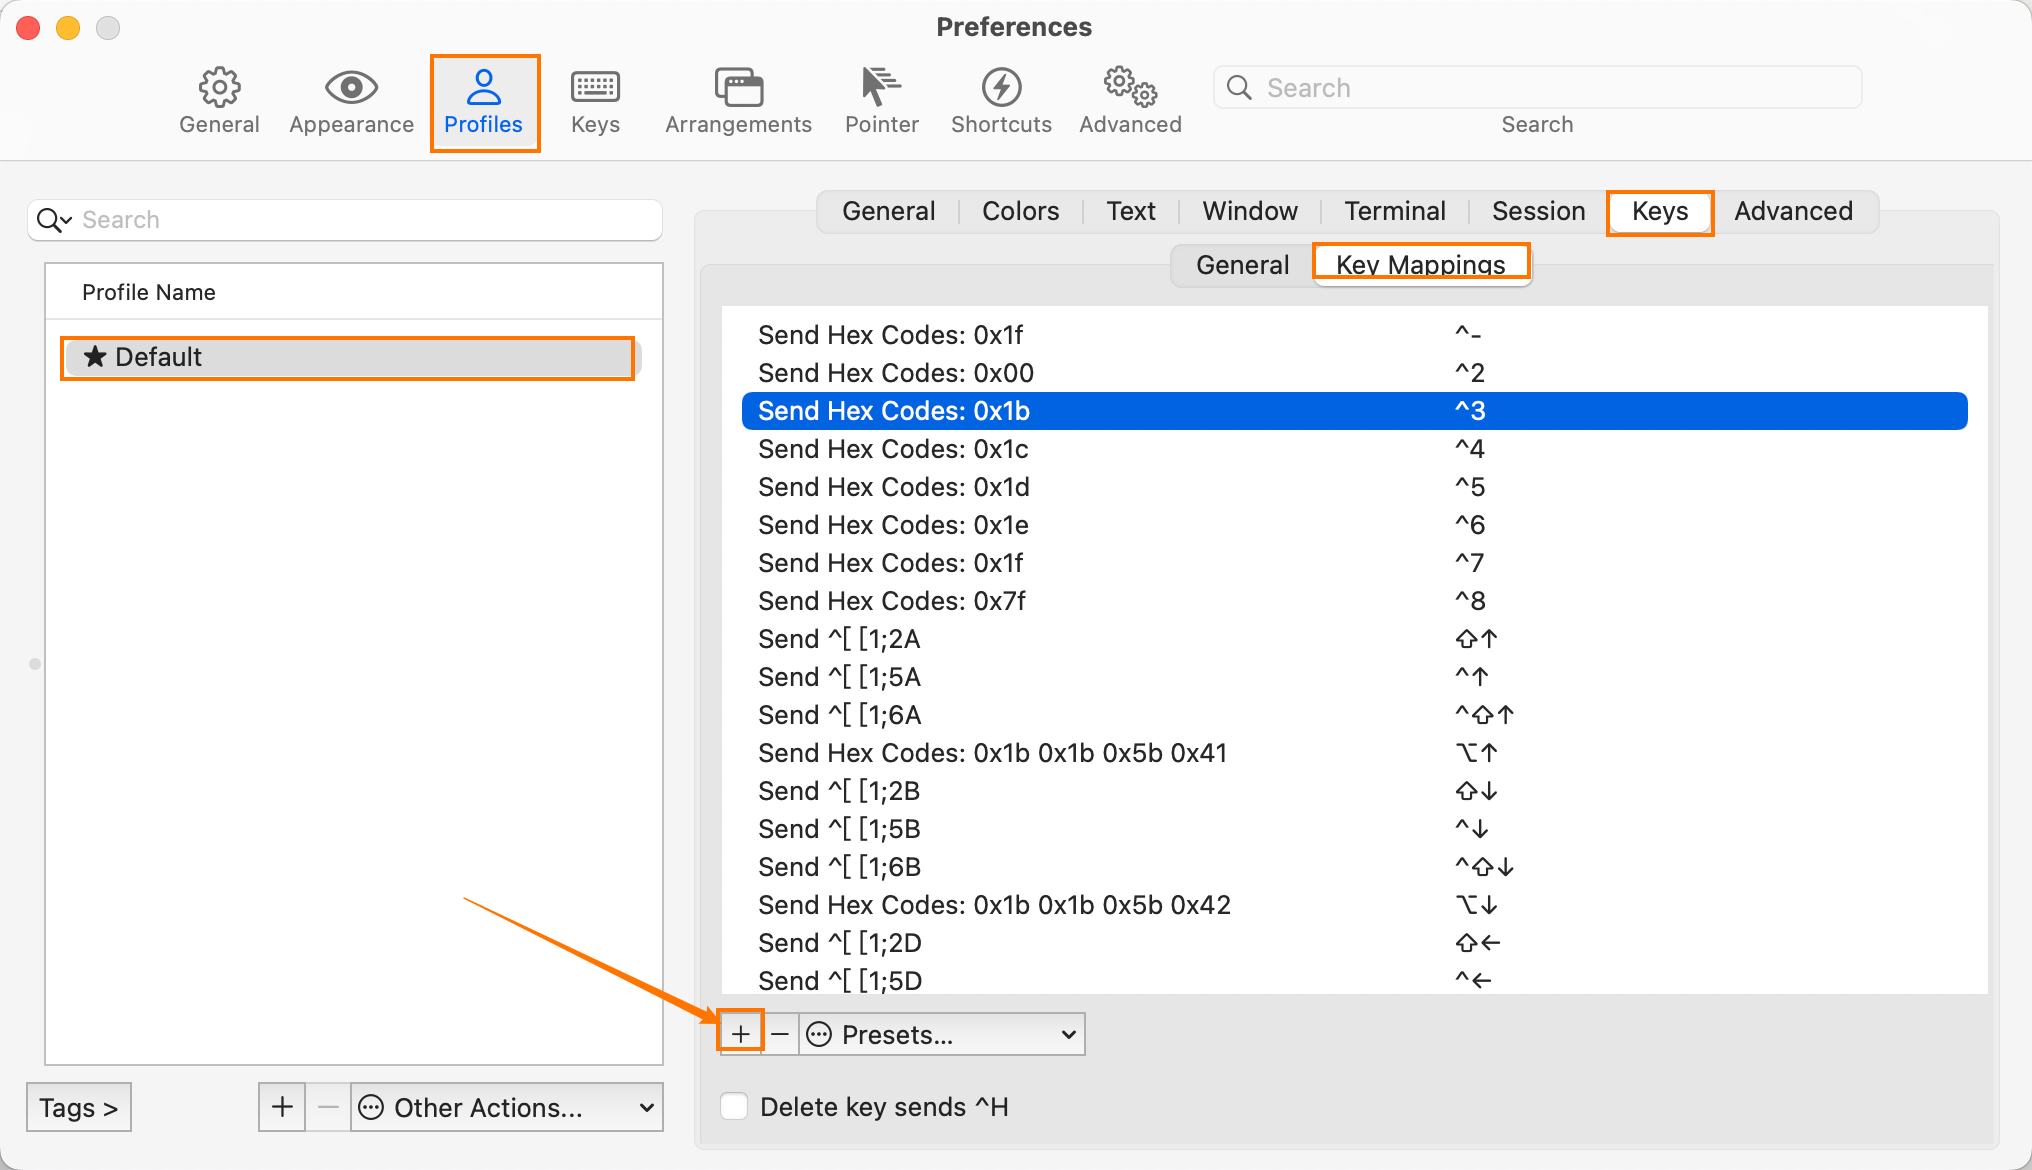 Preferences
General Appearance Profiles Keys Arrangements Pointer Shortcuts Advanced Search
Search
Search
Profile Name
★ Default
Tags >
+ − Other Actions...
General Colors Text Window Terminal Session Keys Advanced
General Key Mappings
Send Hex Codes: 0x1f ^-
Send Hex Codes: 0x00 ^2
Send Hex Codes: 0x1b ^3
Send Hex Codes: 0x1c ^4
Send Hex Codes: 0x1d ^5
Send Hex Codes: 0x1e ^6
Send Hex Codes: 0x1f ^7
Send Hex Codes: 0x7f ^8
Send ^[ [1;2A ⇧↑
Send ^[ [1;5A ^↑
Send ^[ [1;6A ^⇧↑
Send Hex Codes: 0x1b 0x1b 0x5b 0x41 ⌥↑
Send ^[ [1;2B ⇧↓
Send ^[ [1;5B ^↓
Send ^[ [1;6B ^⇧↓
Send Hex Codes: 0x1b 0x1b 0x5b 0x42 ⌥↓
Send ^[ [1;2D ⇧←
Send ^[ [1;5D ^←
+ − Presets...
Delete key sends ^H